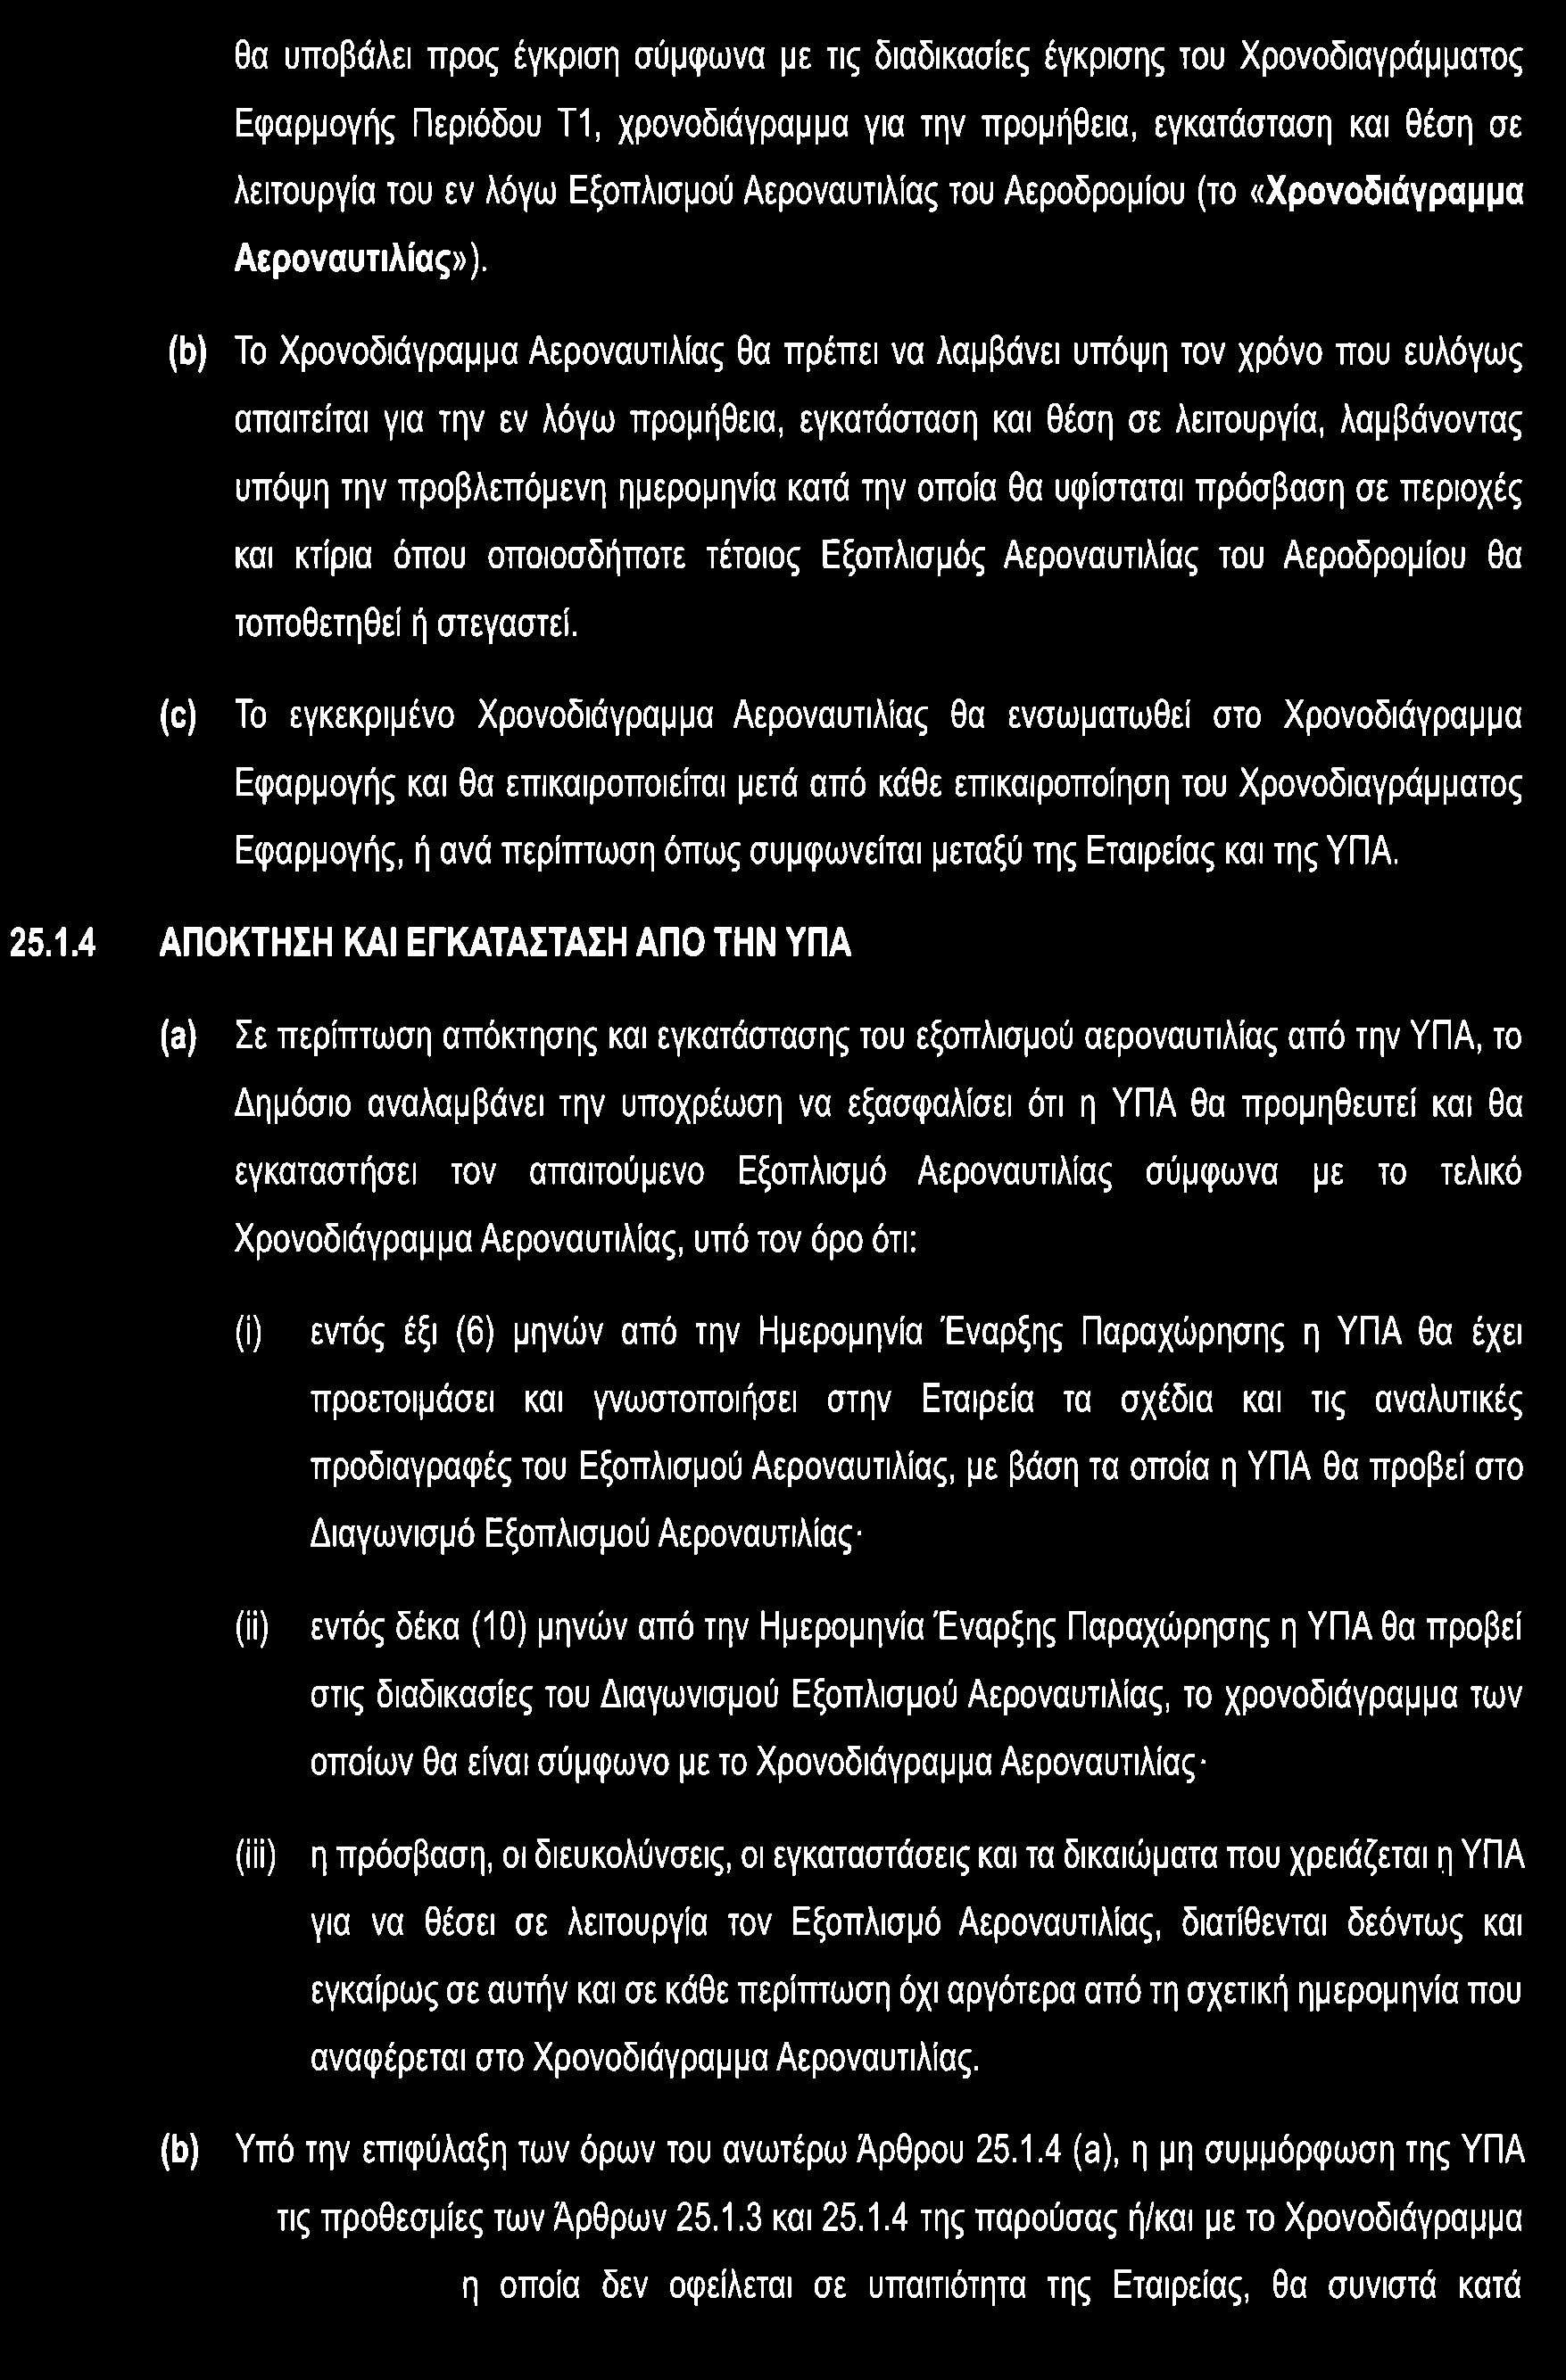 θα υποβάλει προς έγκριση σύμφωνα με τις διαδικασίες έγκρισης του Χρονοδιαγράμματος
Εφαρμογής Περιόδου Τ1, χρονοδιάγραμμα για την προμήθεια, εγκατάσταση και θέση σε
λειτουργία του εν λόγω Εξοπλισμού Αεροναυτιλίας του Αεροδρομίου (το «Χρονοδιάγραμμα
Αεροναυτιλίας»).
(b) Το Χρονοδιάγραμμα Αεροναυτιλίας θα πρέπει να λαμβάνει υπόψη τον χρόνο που ευλόγως
απαιτείται για την εν λόγω προμήθεια, εγκατάσταση και θέση σε λειτουργία, λαμβάνοντας
υπόψη την προβλεπόμενη ημερομηνία κατά την οποία θα υφίσταται πρόσβαση σε περιοχές
και κτίρια όπου οποιοσδήποτε τέτοιος Εξοπλισμός Αεροναυτιλίας του Αεροδρομίου θα
τοποθετηθεί ή στεγαστεί.
(c) Το εγκεκριμένο Χρονοδιάγραμμα Αεροναυτιλίας θα ενσωματωθεί στο Χρονοδιάγραμμα
Εφαρμογής και θα επικαιροποιείται μετά από κάθε επικαιροποίηση του Χρονοδιαγράμματος
Εφαρμογής, ή ανά περίπτωση όπως συμφωνείται μεταξύ της Εταιρείας και της ΥΠΑ.
25.1.4 ΑΠΟΚΤΗΣΗ ΚΑΙ ΕΓΚΑΤΑΣΤΑΣΗ ΑΠΟ ΤΗΝ ΥΠΑ
(a) Σε περίπτωση απόκτησης και εγκατάστασης του εξοπλισμού αεροναυτιλίας από την ΥΠΑ, το
Δημόσιο αναλαμβάνει την υποχρέωση να εξασφαλίσει ότι η ΥΠΑ θα προμηθευτεί και θα
εγκαταστήσει τον απαιτούμενο Εξοπλισμό Αεροναυτιλίας σύμφωνα με το τελικό
Χρονοδιάγραμμα Αεροναυτιλίας, υπό τον όρο ότι:
(i) εντός έξι (6) μηνών από την Ημερομηνία Έναρξης Παραχώρησης η ΥΠΑ θα έχει
προετοιμάσει και γνωστοποιήσει στην Εταιρεία τα σχέδια και τις αναλυτικές
προδιαγραφές του Εξοπλισμού Αεροναυτιλίας, με βάση τα οποία η ΥΠΑ θα προβεί στο
Διαγωνισμό Εξοπλισμού Αεροναυτιλίας·
(ii) εντός δέκα (10) μηνών από την Ημερομηνία Έναρξης Παραχώρησης η ΥΠΑ θα προβεί
στις διαδικασίες του Διαγωνισμού Εξοπλισμού Αεροναυτιλίας, το χρονοδιάγραμμα των
οποίων θα είναι σύμφωνο με το Χρονοδιάγραμμα Αεροναυτιλίας·
(iii) η πρόσβαση, οι διευκολύνσεις, οι εγκαταστάσεις και τα δικαιώματα που χρειάζεται η ΥΠΑ
για να θέσει σε λειτουργία τον Εξοπλισμό Αεροναυτιλίας, διατίθενται δεόντως και
εγκαίρως σε αυτήν και σε κάθε περίπτωση όχι αργότερα από τη σχετική ημερομηνία που
αναφέρεται στο Χρονοδιάγραμμα Αεροναυτιλίας.
(b) Υπό την επιφύλαξη των όρων του ανωτέρω Άρθρου 25.1.4 (a), η μη συμμόρφωση της ΥΠΑ
τις προθεσμίες των Άρθρων 25.1.3 και 25.1.4 της παρούσας ή/και με το Χρονοδιάγραμμα
η οποία δεν οφείλεται σε υπαιτιότητα της Εταιρείας, θα συνιστά κατά